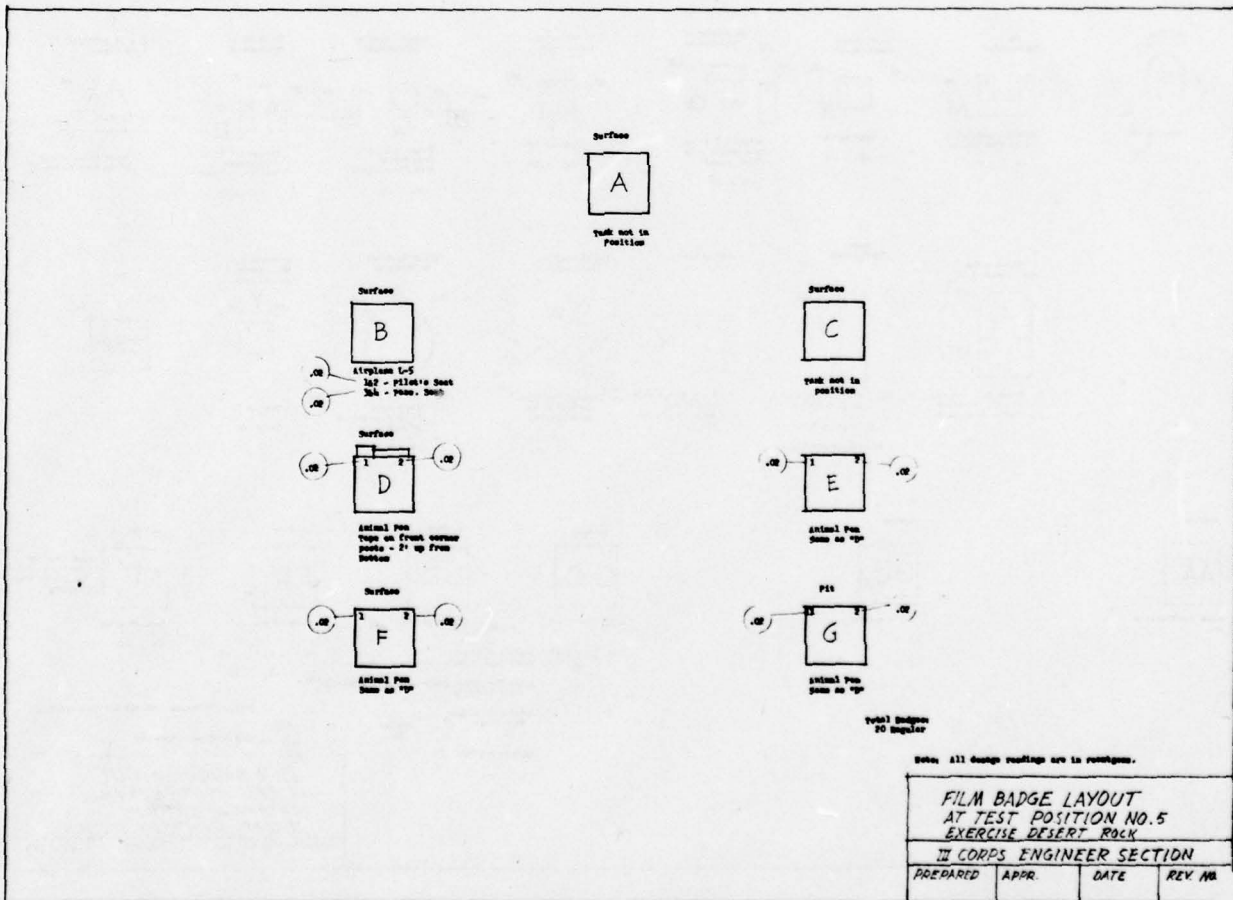 Surface
A
Tank not in
Position
Surface
B
Airplane L-5
1&2 - Pilot's Seat
3&4 - Pass. Seat
.02
.02
Surface
C
Tank not in
position
Surface
.02
1
2
.02
D
Animal Pen
Tape on front corner
posts - 2' up from
Bottom
.02
1
2
.02
E
Animal Pen
Same as "D"
Surface
.02
1
2
.02
F
Animal Pen
Same as "D"
Pit
.02
1
2
.02
G
Animal Pen
Same as "D"
Total Badges
20 Regular
Note: All dosage readings are in roentgens.
FILM BADGE LAYOUT
AT TEST POSITION NO. 5
EXERCISE DESERT ROCK
III CORPS ENGINEER SECTION
PREPARED
APPR.
DATE
REV. NO.